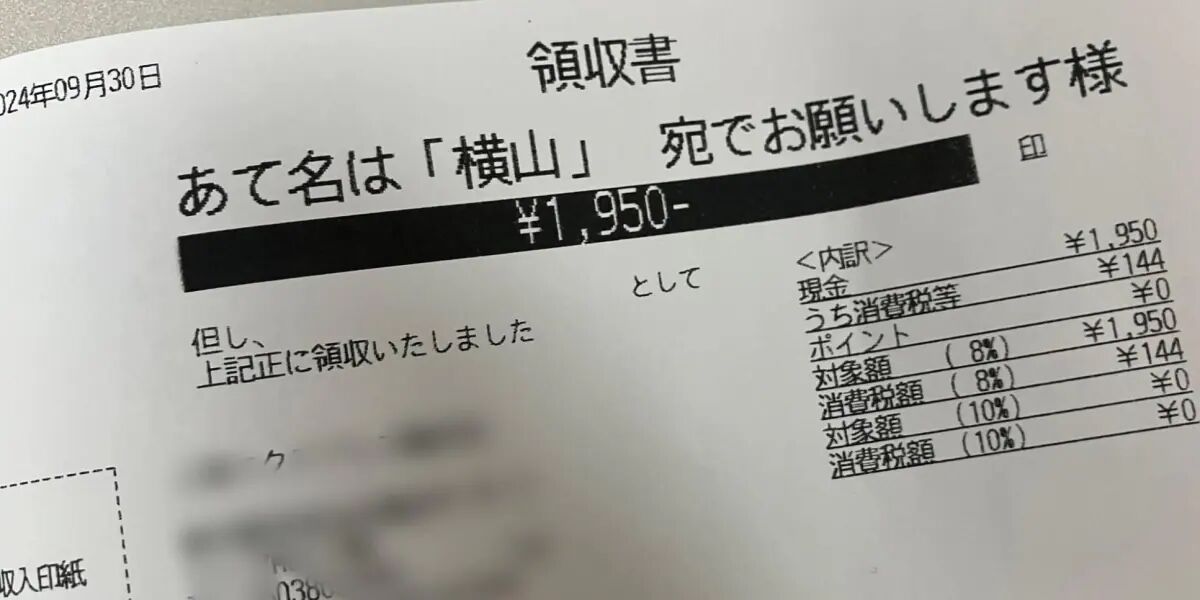 領収書
024年09月30日
あて名は「横山」 宛でお願いします様
¥1,950-
印
として
但し、
上記正に領収いたしました
<内訳>
現金 ¥1,950
うち消費税等 ¥144
ポイント ¥0
対象額 ( 8%) ¥1,950
消費税額 ( 8%) ¥144
対象額 (10%) ¥0
消費税額 (10%) ¥0
ク
収入印紙